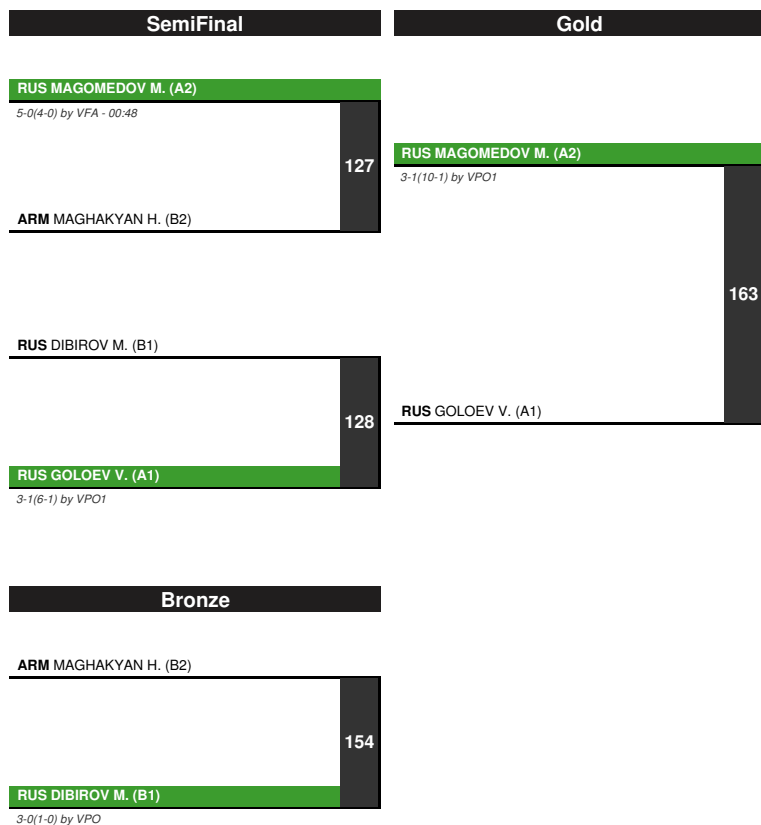 SemiFinal
RUS MAGOMEDOV M. (A2)
5-0(4-0) by VFA - 00:48
127
ARM MAGHAKYAN H. (B2)
RUS DIBIROV M. (B1)
128
RUS GOLOEV V. (A1)
3-1(6-1) by VPO1
Gold
RUS MAGOMEDOV M. (A2)
3-1(10-1) by VPO1
163
RUS GOLOEV V. (A1)
Bronze
ARM MAGHAKYAN H. (B2)
154
RUS DIBIROV M. (B1)
3-0(1-0) by VPO